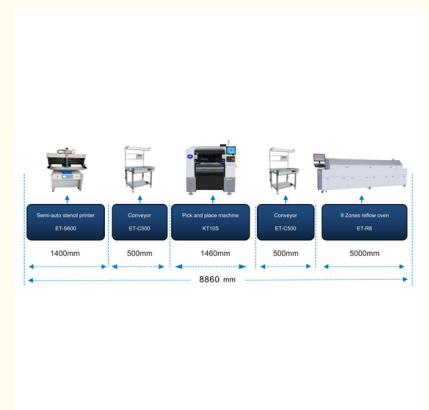 Semi-auto stencil printer
ET-S600
Conveyor
ET-C500
Pick and place machine
KT10S
Conveyor
ET-C500
8 Zones reflow oven
ET-R8
1400mm
500mm
1460mm
500mm
5000mm
8860 mm